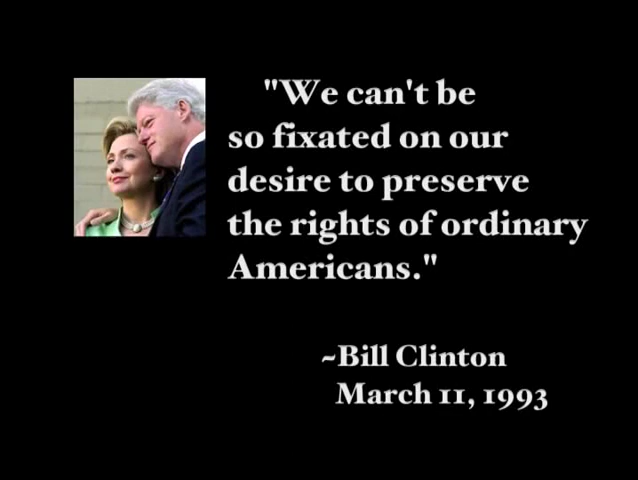 "We can't be
so fixated on our
desire to preserve
the rights of ordinary
Americans."
~Bill Clinton
March 11, 1993